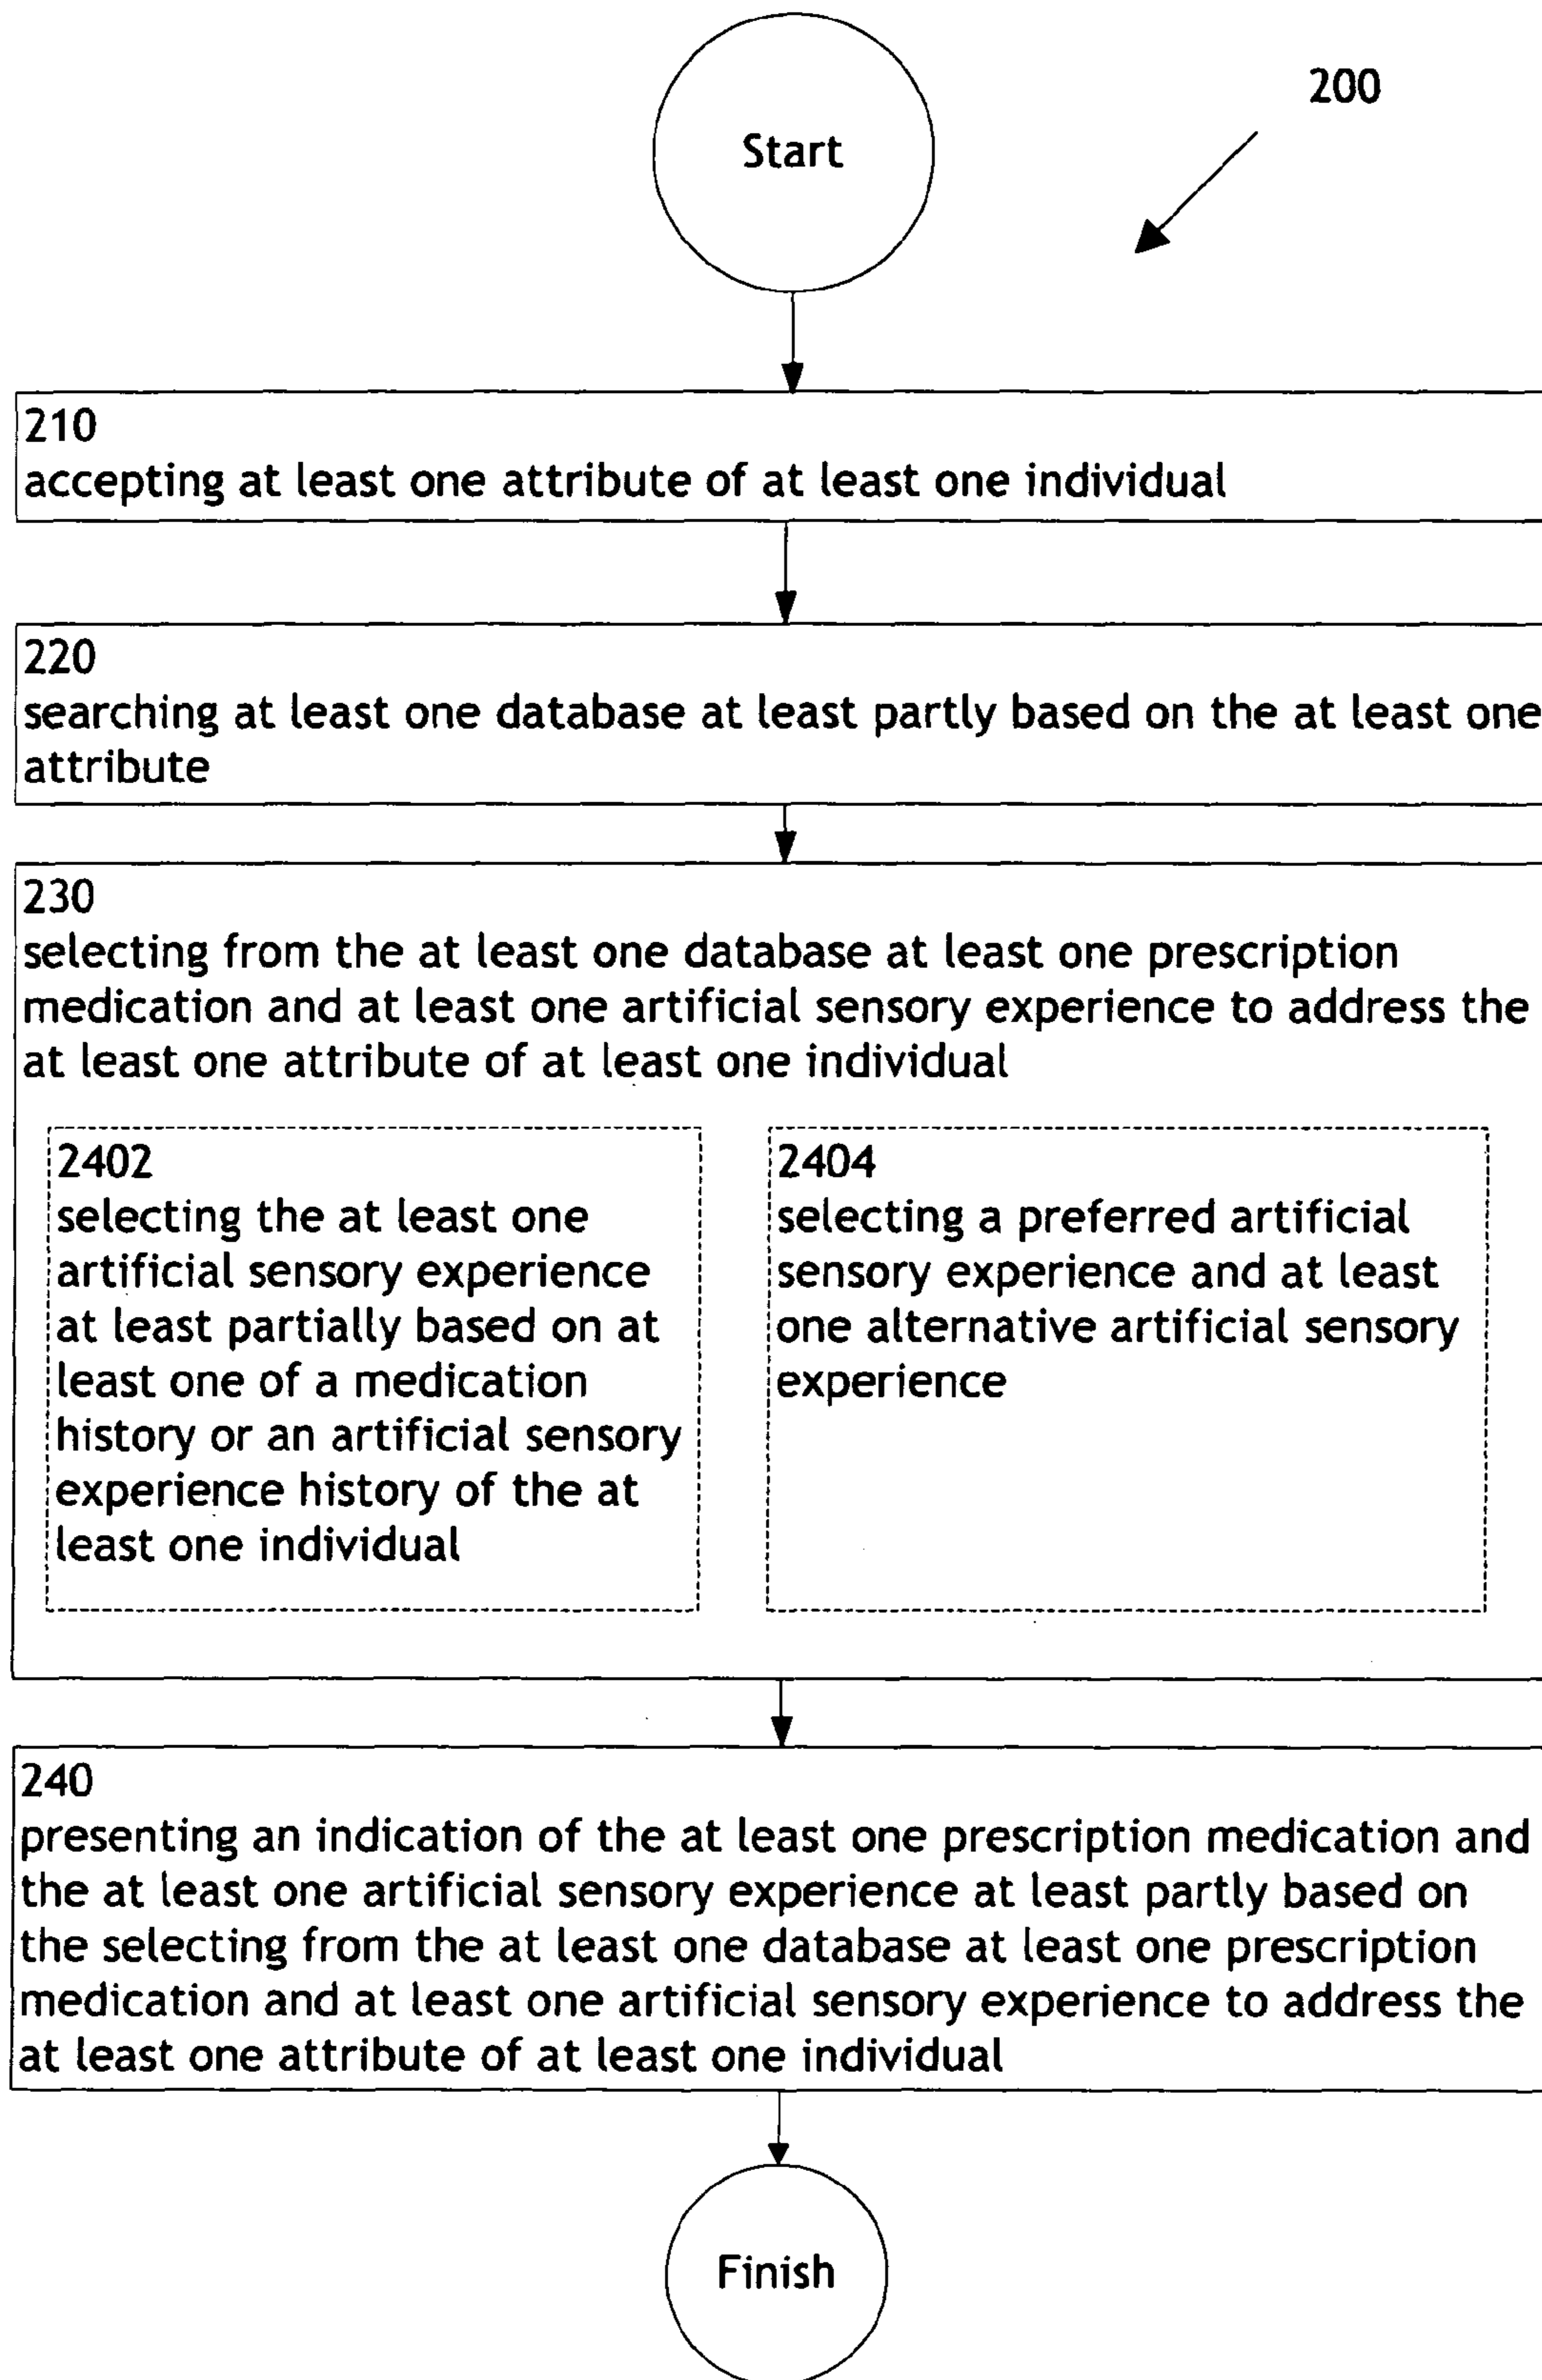 200
Start
210
accepting at least one attribute of at least one individual
220
searching at least one database at least partly based on the at least one
attribute
230
selecting from the at least one database at least one prescription
medication and at least one artificial sensory experience to address the
at least one attribute of at least one individual
2402
selecting the at least one
artificial sensory experience
at least partially based on at
least one of a medication
history or an artificial sensory
experience history of the at
least one individual
2404
selecting a preferred artificial
sensory experience and at least
one alternative artificial sensory
experience
240
presenting an indication of the at least one prescription medication and
the at least one artificial sensory experience at least partly based on
the selecting from the at least one database at least one prescription
medication and at least one artificial sensory experience to address the
at least one attribute of at least one individual
Finish